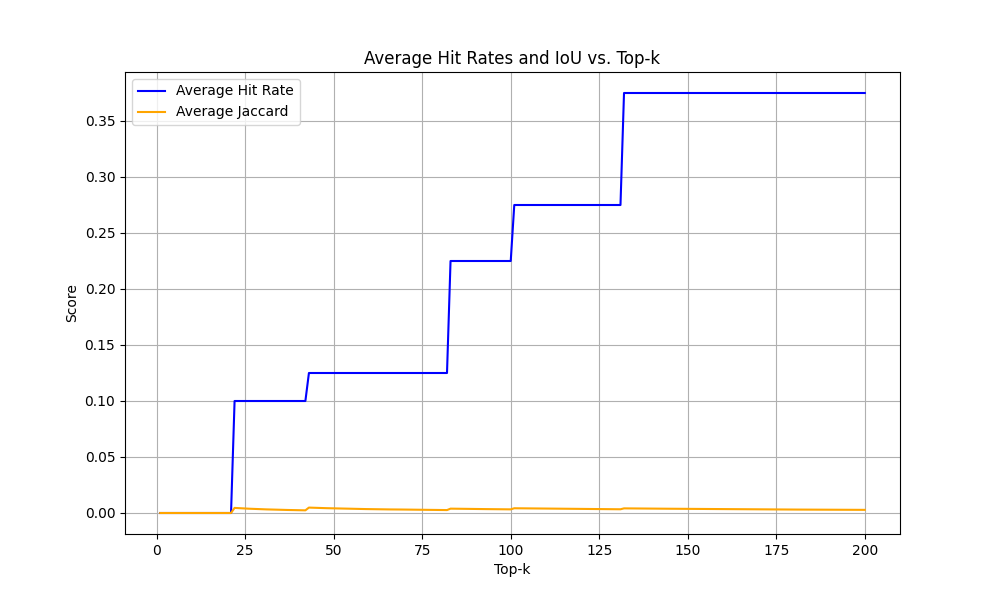 Average Hit Rates and IoU vs. Top-k
Average Hit Rate
Average Jaccard
0.35
0.30
0.25
0.20
0.15
0.10
0.05
0.00
Score
0 25 50 75 100 125 150 175 200
Top-k